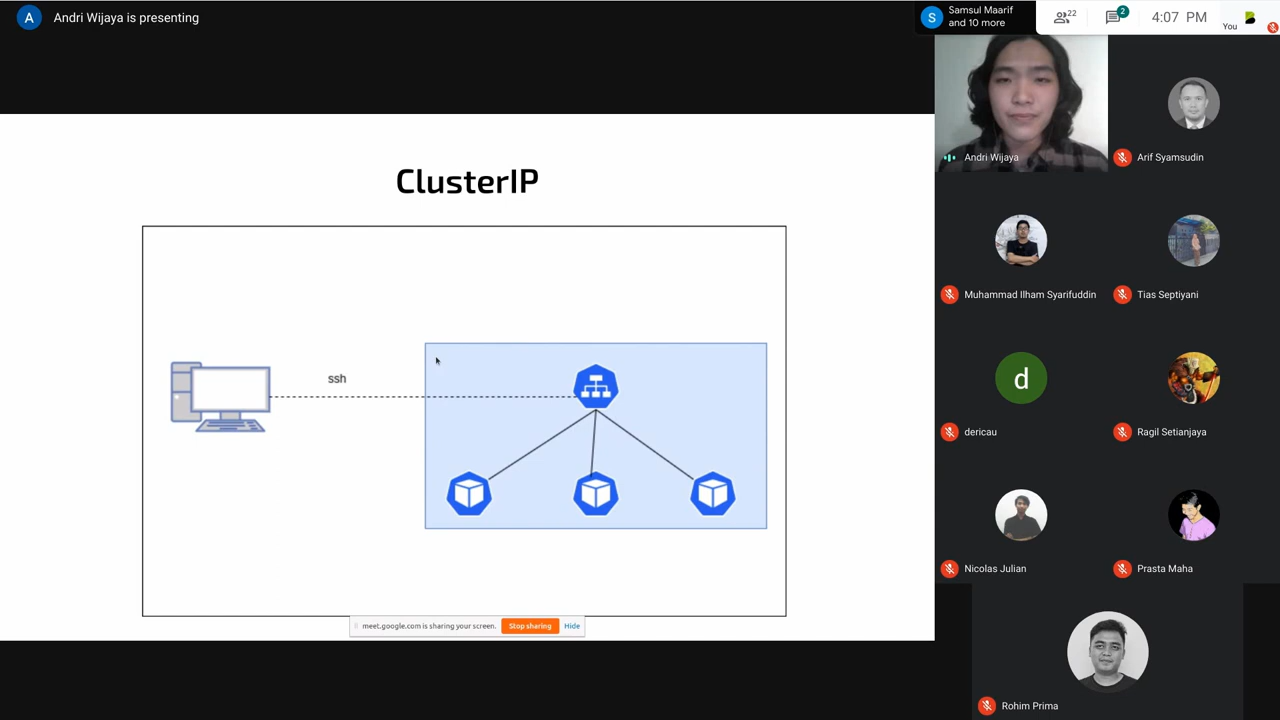 A
Andri Wijaya is presenting
S
Samsul Maarif
and 10 more
22
2
4:07 PM
You
ClusterIP
ssh
meet.google.com is sharing your screen.
Stop sharing
Hide
Andri Wijaya
Arif Syamsudin
Muhammad Ilham Syarifuddin
Tias Septiyani
d
dericau
Ragil Setianjaya
Nicolas Julian
Prasta Maha
Rohim Prima